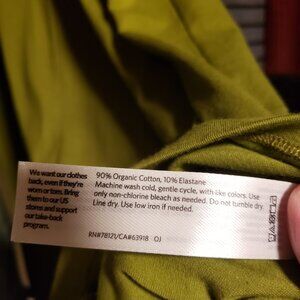 We want our clothes
back, even if they're
worn or torn. Bring
them to our US
stores and support
our take-back
program.
90% Organic Cotton, 10% Elastane
Machine wash cold, gentle cycle, with like colors. Use
only non-chlorine bleach as needed. Do not tumble dry.
Line dry. Use low iron if needed.
RN#78121/CA#63918 OJ